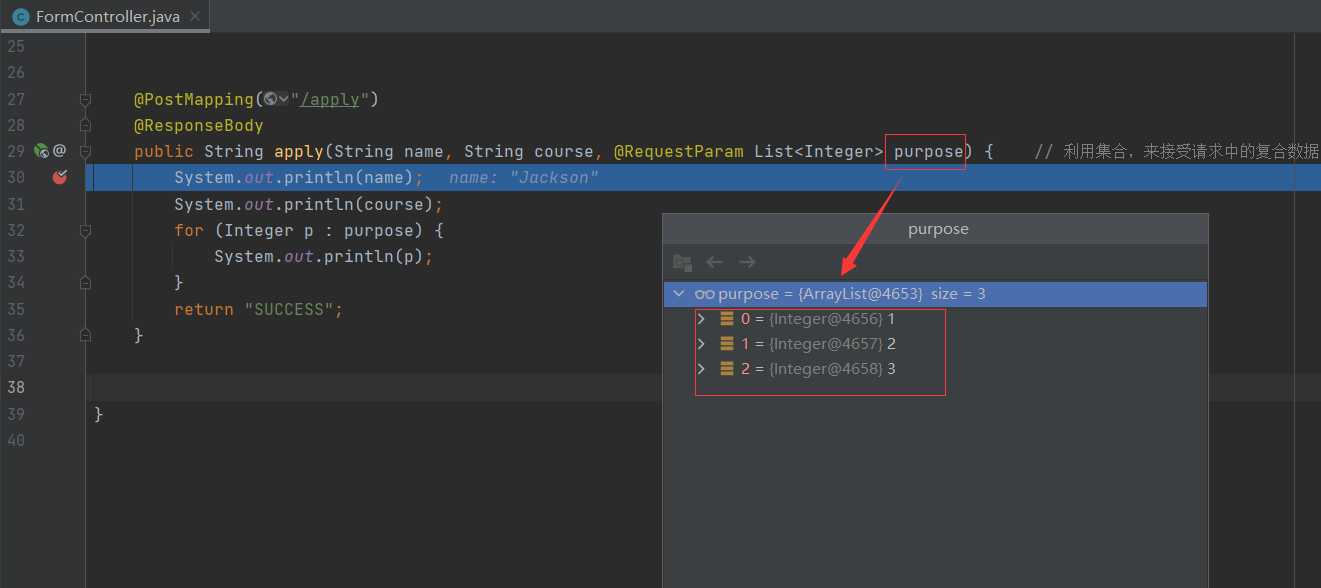 FormController.java
25
26
27 @PostMapping("/apply")
28 @ResponseBody
29 @ public String apply(String name, String course, @RequestParam List<Integer> purpose) { // 利用集合，来接受请求中的复合数据
30 System.out.println(name); name: "Jackson"
31 System.out.println(course);
32 for (Integer p : purpose) {
33 System.out.println(p);
34 }
35 return "SUCCESS";
36 }
37
38
39 }
40
purpose
purpose = {ArrayList@4653} size = 3
0 = {Integer@4656} 1
1 = {Integer@4657} 2
2 = {Integer@4658} 3